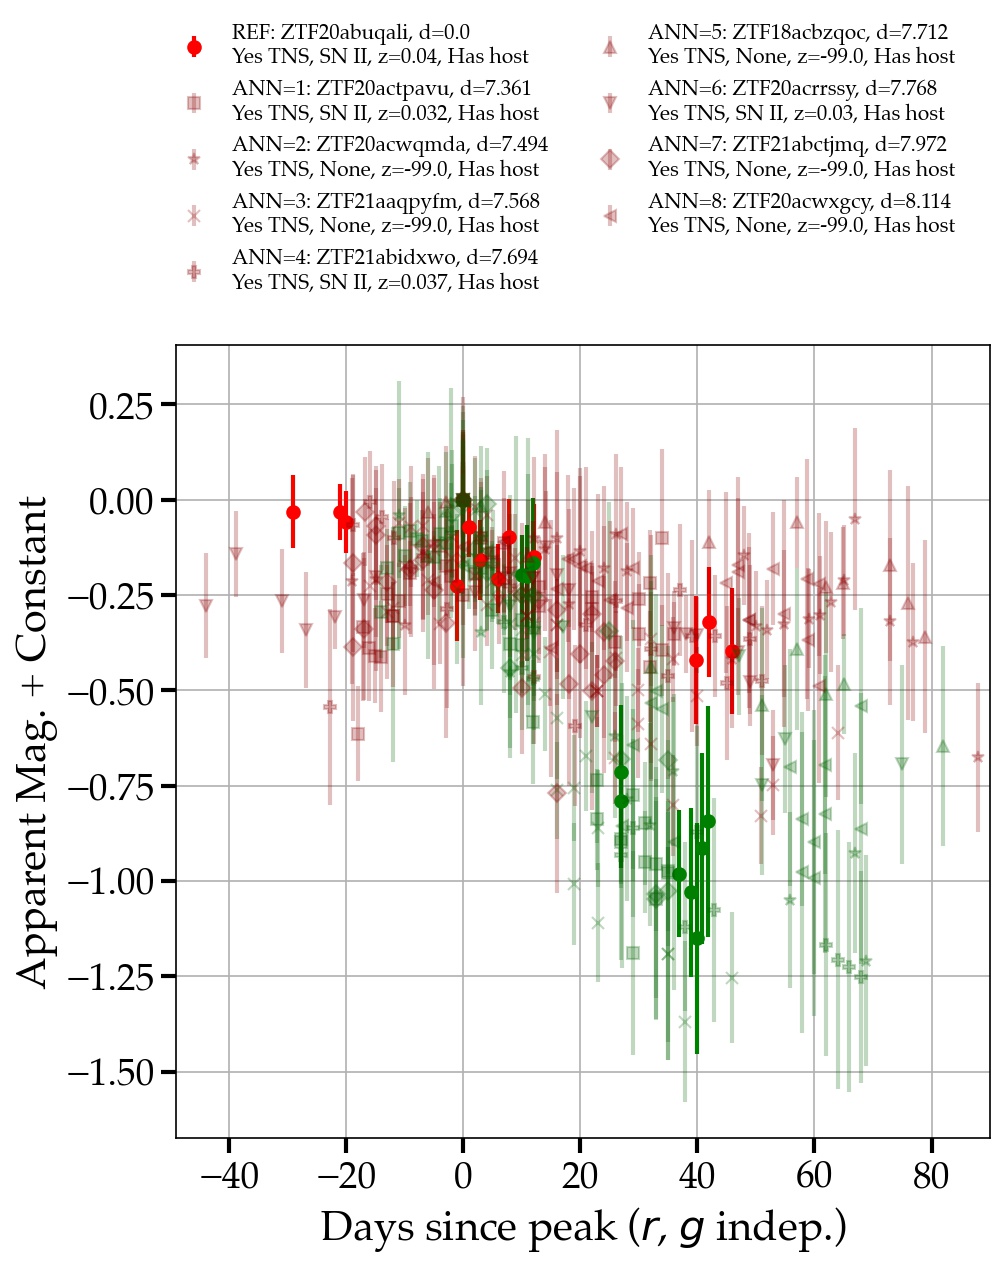 REF: ZTF20abuqali, d=0.0
Yes TNS, SN II, z=0.04, Has host
ANN=1: ZTF20actpavu, d=7.361
Yes TNS, SN II, z=0.032, Has host
ANN=2: ZTF20acwqmda, d=7.494
Yes TNS, None, z=-99.0, Has host
ANN=3: ZTF21aaqpyfm, d=7.568
Yes TNS, None, z=-99.0, Has host
ANN=4: ZTF21abidxwo, d=7.694
Yes TNS, SN II, z=0.037, Has host
ANN=5: ZTF18acbzqoc, d=7.712
Yes TNS, None, z=-99.0, Has host
ANN=6: ZTF20acrrssy, d=7.768
Yes TNS, SN II, z=0.03, Has host
ANN=7: ZTF21abctjmq, d=7.972
Yes TNS, None, z=-99.0, Has host
ANN=8: ZTF20acwxgcy, d=8.114
Yes TNS, None, z=-99.0, Has host
Apparent Mag. + Constant
0.25
0.00
−0.25
−0.50
−0.75
−1.00
−1.25
−1.50
−40
−20
0
20
40
60
80
Days since peak (r, g indep.)